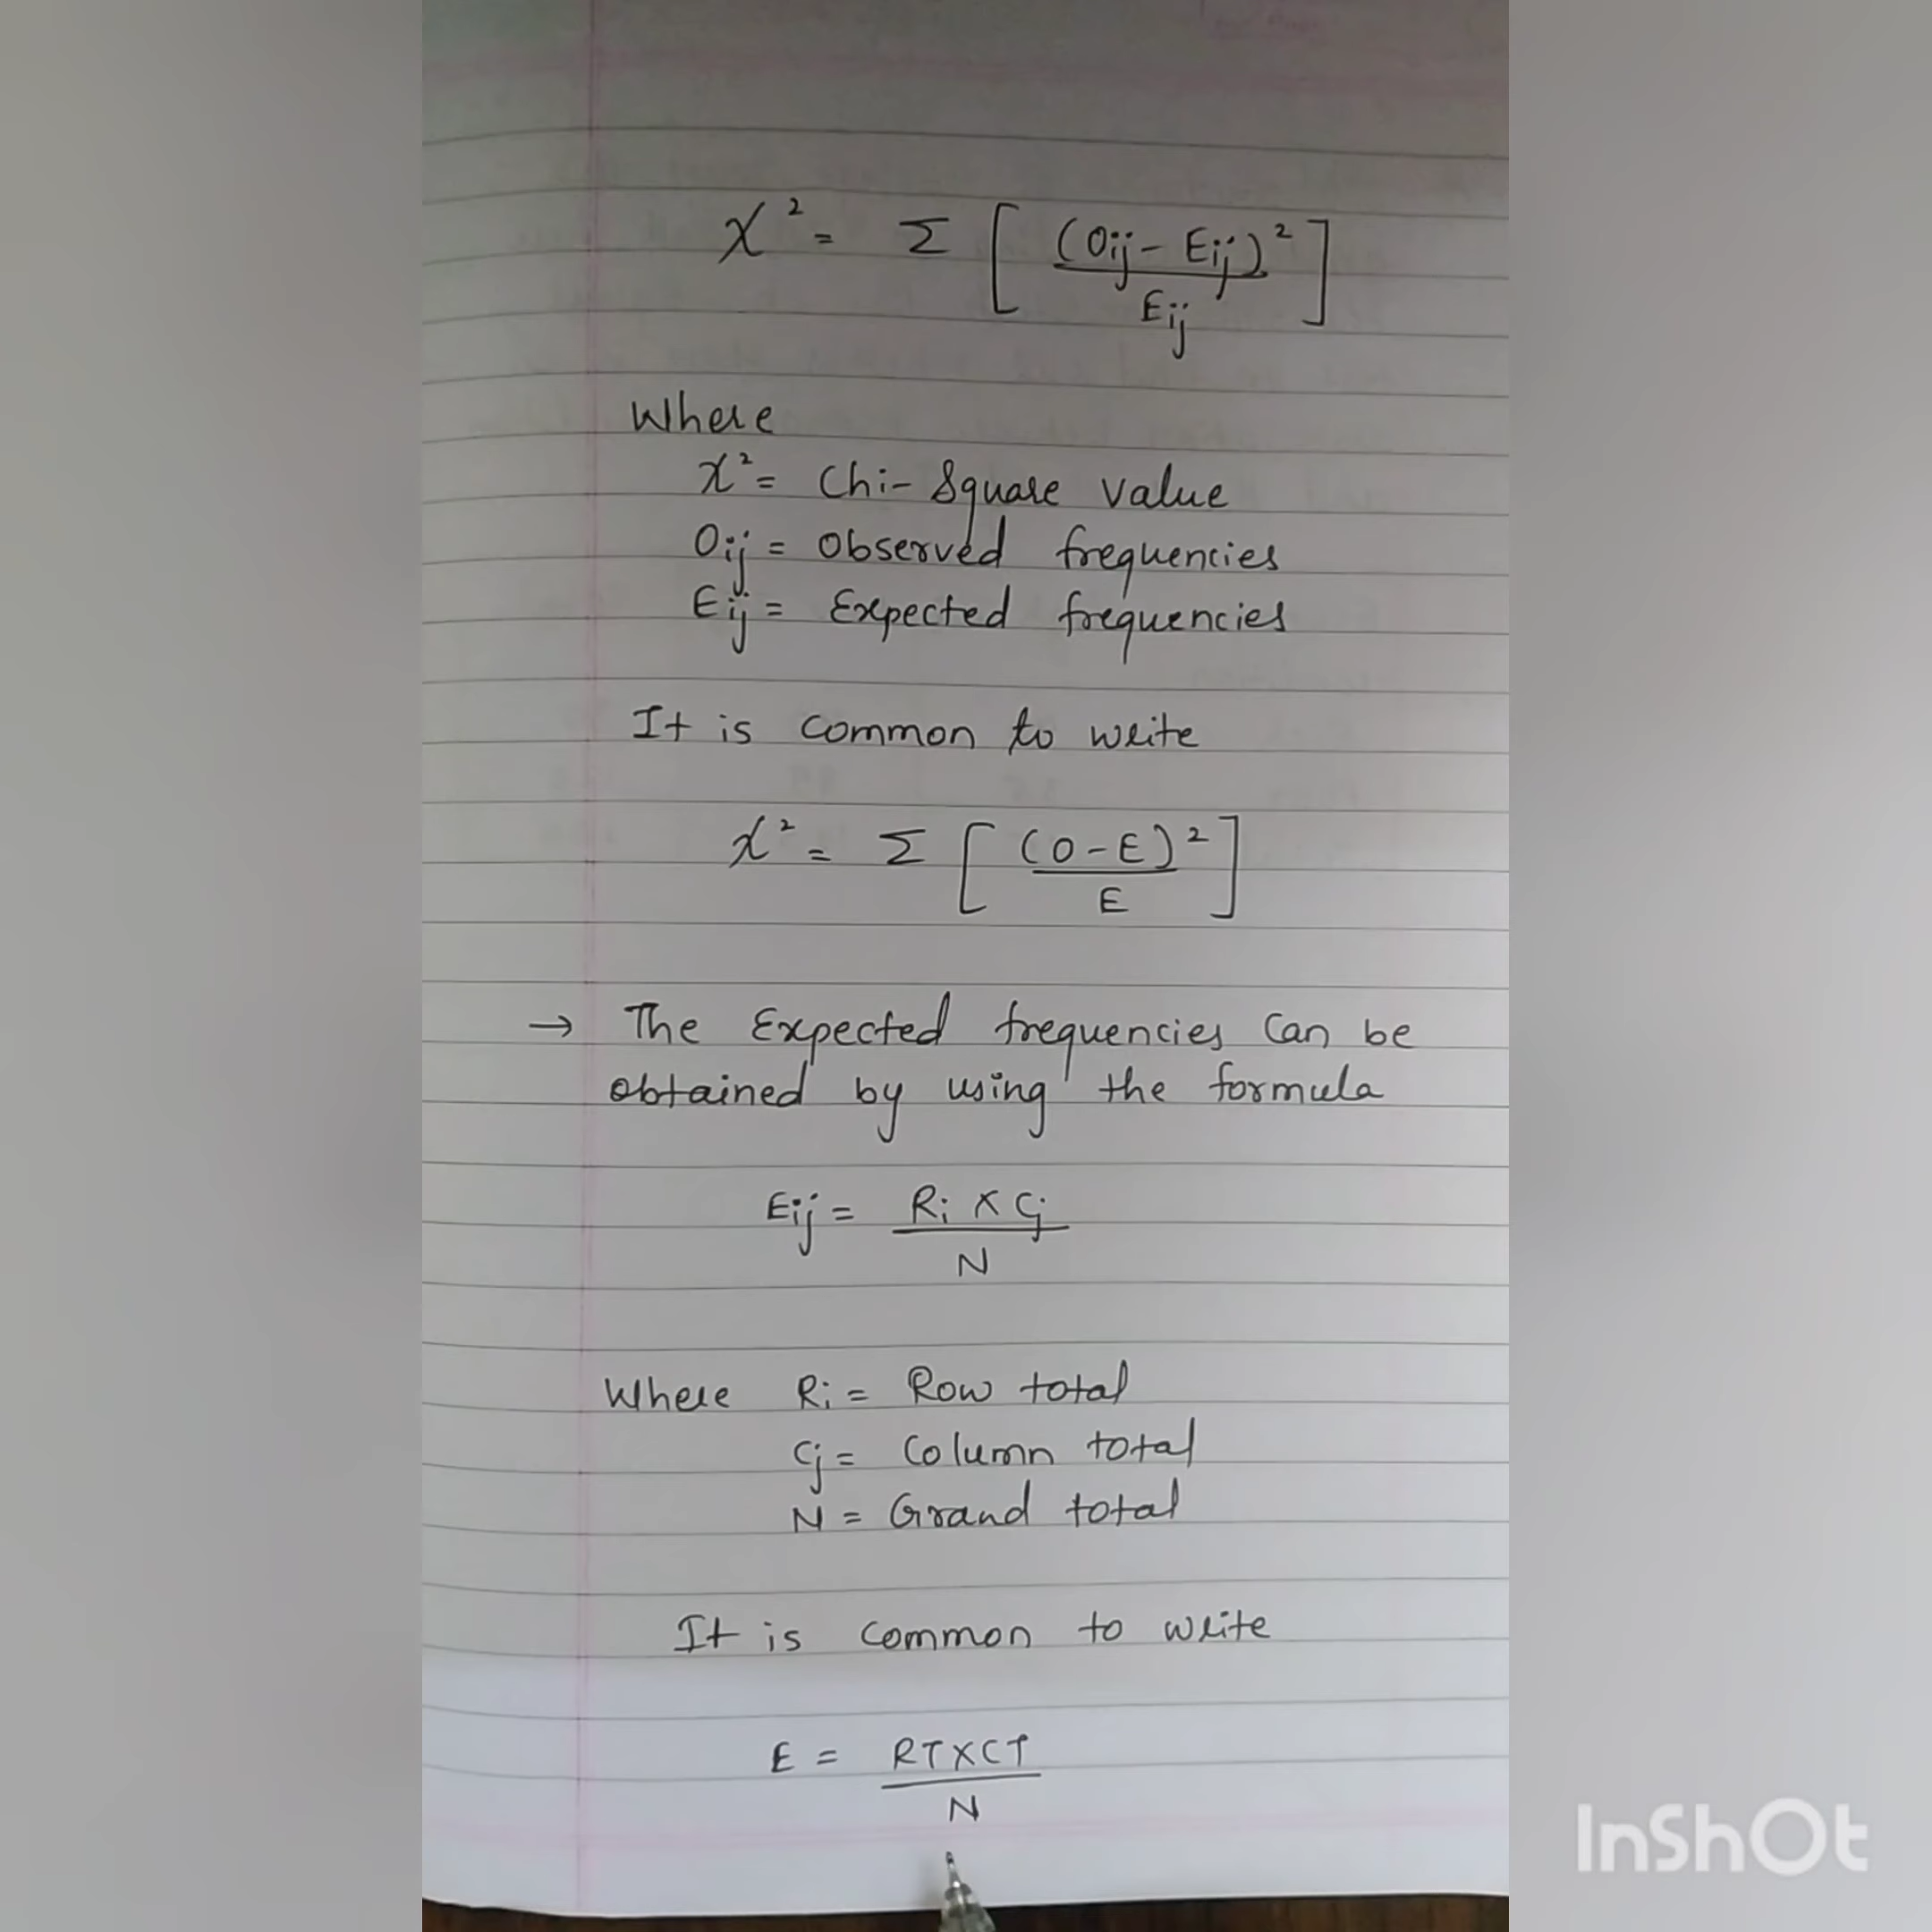 χ² = Σ [ (Oij - Eij)² / Eij ]
Where
χ² = Chi-Square value
Oij = Observed frequencies
Eij = Expected frequencies
It is common to write
χ² = Σ [ (O - E)² / E ]
→ The Expected frequencies can be
obtained by using the formula
Eij = Ri × Cj / N
Where Ri = Row total
Cj = Column total
N = Grand total
It is common to write
E = RT × CT / N
InShOt